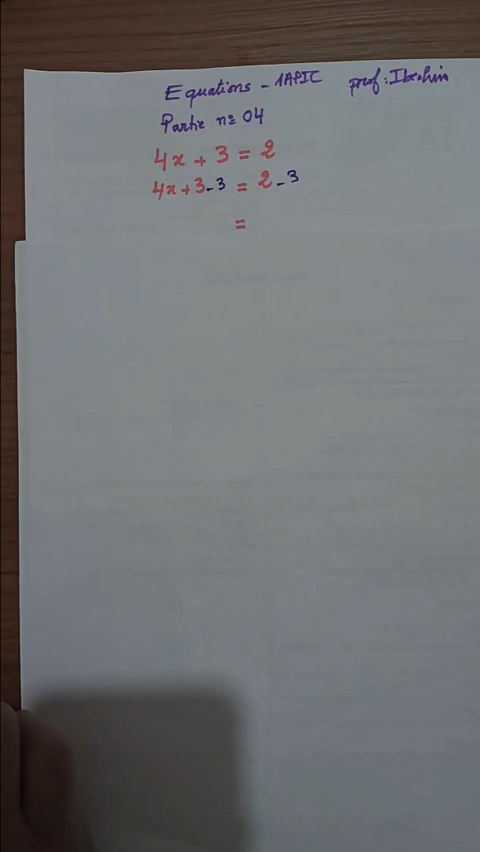 Equations - 1APIC prof: Ibrahim
Partie n° 04
4x + 3 = 2
4x + 3 - 3 = 2 - 3
=